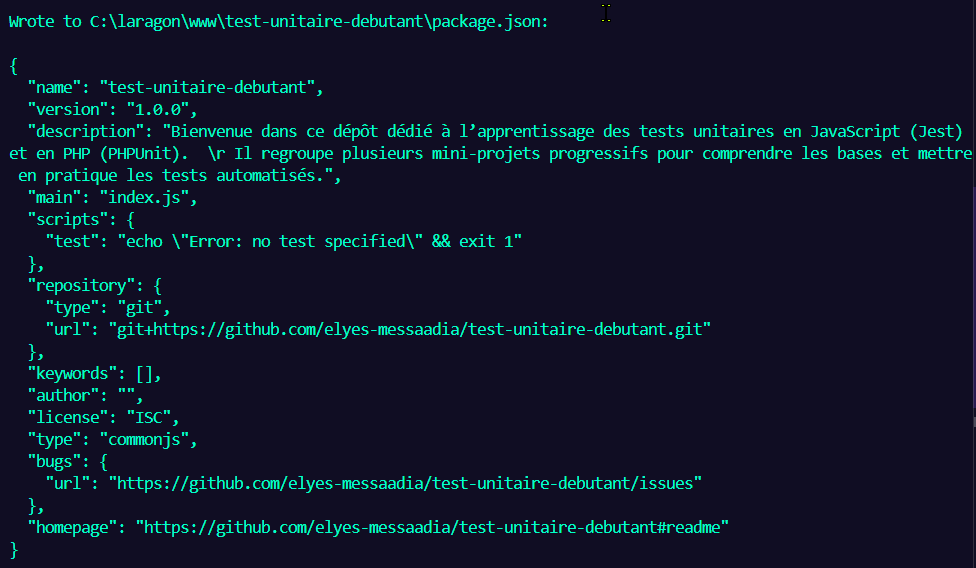 Wrote to C:\laragon\www\test-unitaire-debutant\package.json:

{
  "name": "test-unitaire-debutant",
  "version": "1.0.0",
  "description": "Bienvenue dans ce dépôt dédié à l’apprentissage des tests unitaires en JavaScript (Jest)
et en PHP (PHPUnit).  \r Il regroupe plusieurs mini-projets progressifs pour comprendre les bases et mettre
 en pratique les tests automatisés.",
  "main": "index.js",
  "scripts": {
    "test": "echo \"Error: no test specified\" && exit 1"
  },
  "repository": {
    "type": "git",
    "url": "git+https://github.com/elyes-messaadia/test-unitaire-debutant.git"
  },
  "keywords": [],
  "author": "",
  "license": "ISC",
  "type": "commonjs",
  "bugs": {
    "url": "https://github.com/elyes-messaadia/test-unitaire-debutant/issues"
  },
  "homepage": "https://github.com/elyes-messaadia/test-unitaire-debutant#readme"
}